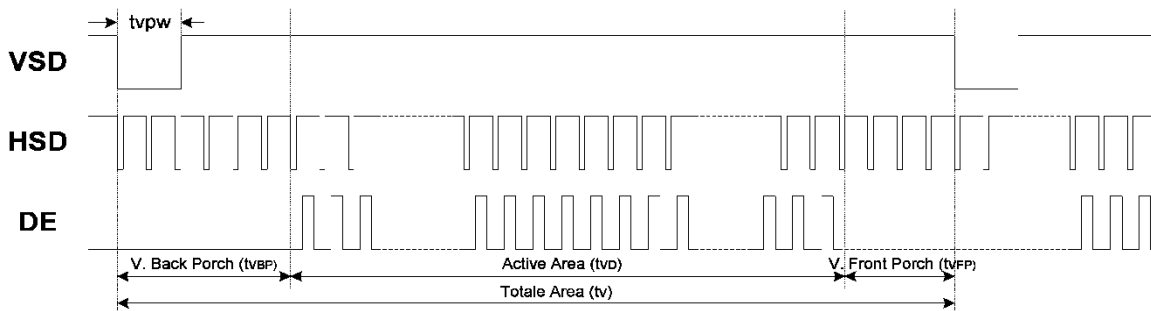 tvpw
VSD
HSD
DE
V. Back Porch (tvBP)
Active Area (tvD)
V. Front Porch (tvFP)
Totale Area (tv)